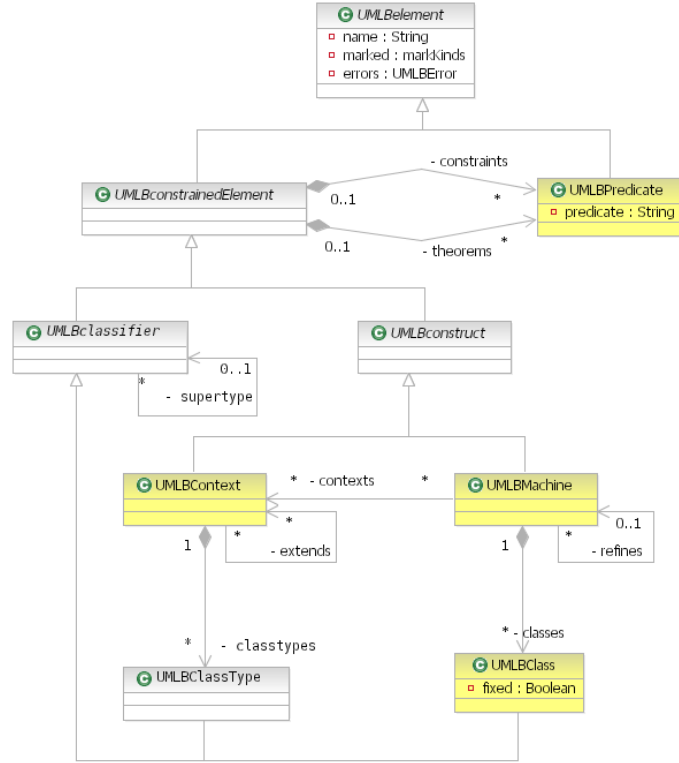 UMLBelement
name : String
marked : markKinds
errors : UMLBError
- constraints
UMLBconstrainedElement
0..1
*
UMLBPredicate
predicate : String
0..1
*
- theorems
UMLBclassifier
UMLBconstruct
0..1
*
- supertype
UMLBContext
* - contexts *
UMLBMachine
*
*
1
- extends
0..1
*
1
- refines
* - classtypes
* - classes
UMLBClassType
UMLBClass
fixed : Boolean